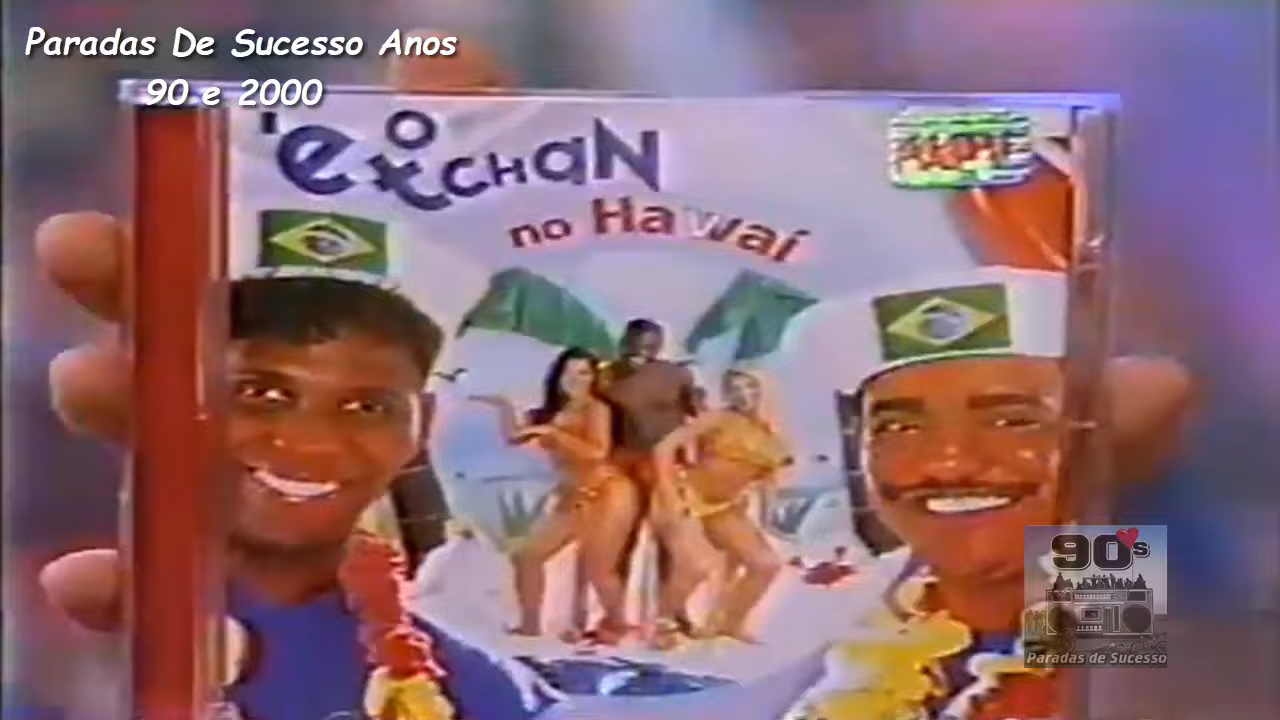 Paradas De Sucesso Anos
90 e 2000
'é o tchan
no Hawaí
90s
Paradas de Sucesso